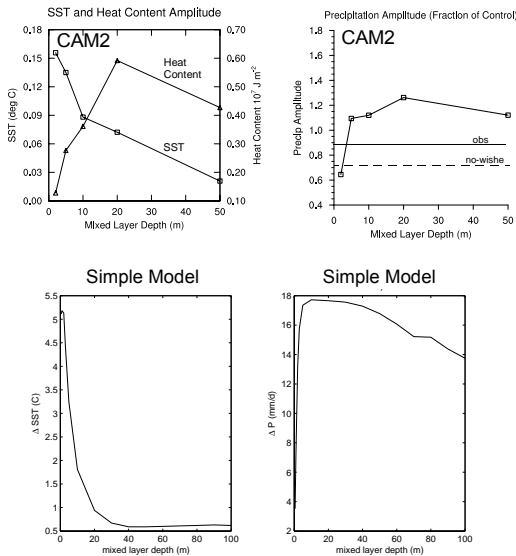 SST and Heat Content Amplitude
CAM2
Heat
Content
SST
SST (deg C)
0.18
0.15
0.12
0.09
0.06
0.03
0.00
Heat Content 10⁷ J m⁻²
0.70
0.60
0.50
0.40
0.30
0.20
0.10
0 10 20 30 40 50
Mixed Layer Depth (m)
Precipitation Amplitude (Fraction of Control)
CAM2
obs
no-wishe
Precip Amplitude
1.8
1.6
1.4
1.2
1.0
0.8
0.6
0.4
0 10 20 30 40 50
Mixed Layer Depth (m)
Simple Model
Δ SST (C)
5.5
5
4.5
4
3.5
3
2.5
2
1.5
1
0.5
0 20 40 60 80 100
mixed layer depth (m)
Simple Model
Δ P (mm/d)
18
16
14
12
10
8
6
4
2
0 20 40 60 80 100
mixed layer depth (m)